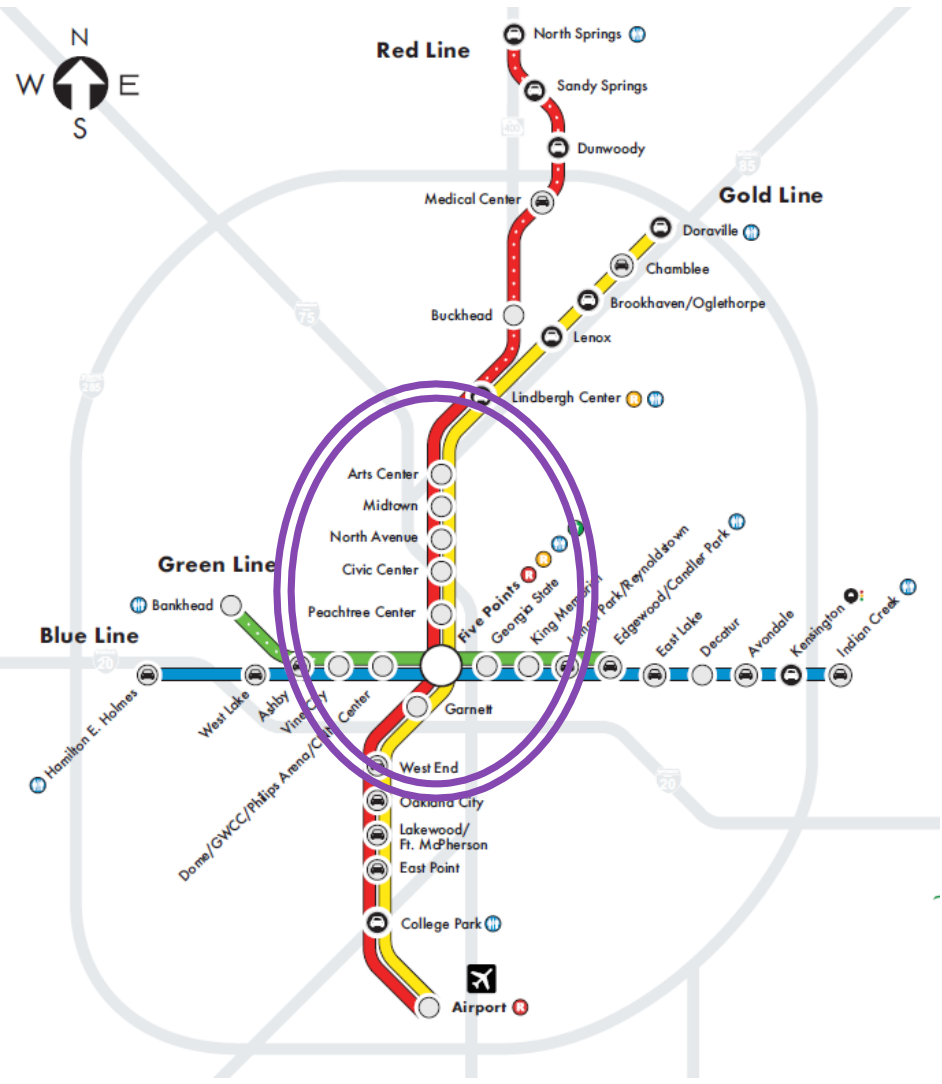 N
W E
S
Red Line
North Springs
Sandy Springs
400
Dunwoody
85
Medical Center
Gold Line
Doraville
Chamblee
Brookhaven/Oglethorpe
75
Buckhead
Lenox
285
Lindbergh Center R
Arts Center
Midtown
North Avenue
Civic Center
Peachtree Center
Green Line
Bankhead
Blue Line
20
Hamilton E. Holmes
West Lake
Ashby
Vine City
Dome/GWCC/Philips Arena/CNN Center
Five Points R R
Georgia State
King Memorial
Inman Park/Reynoldstown
Edgewood/Candler Park
East Lake
Decatur
Avondale
Kensington
Indian Creek
Garnett
West End
20
Oakland City
Lakewood/
Ft. McPherson
East Point
College Park
Airport R